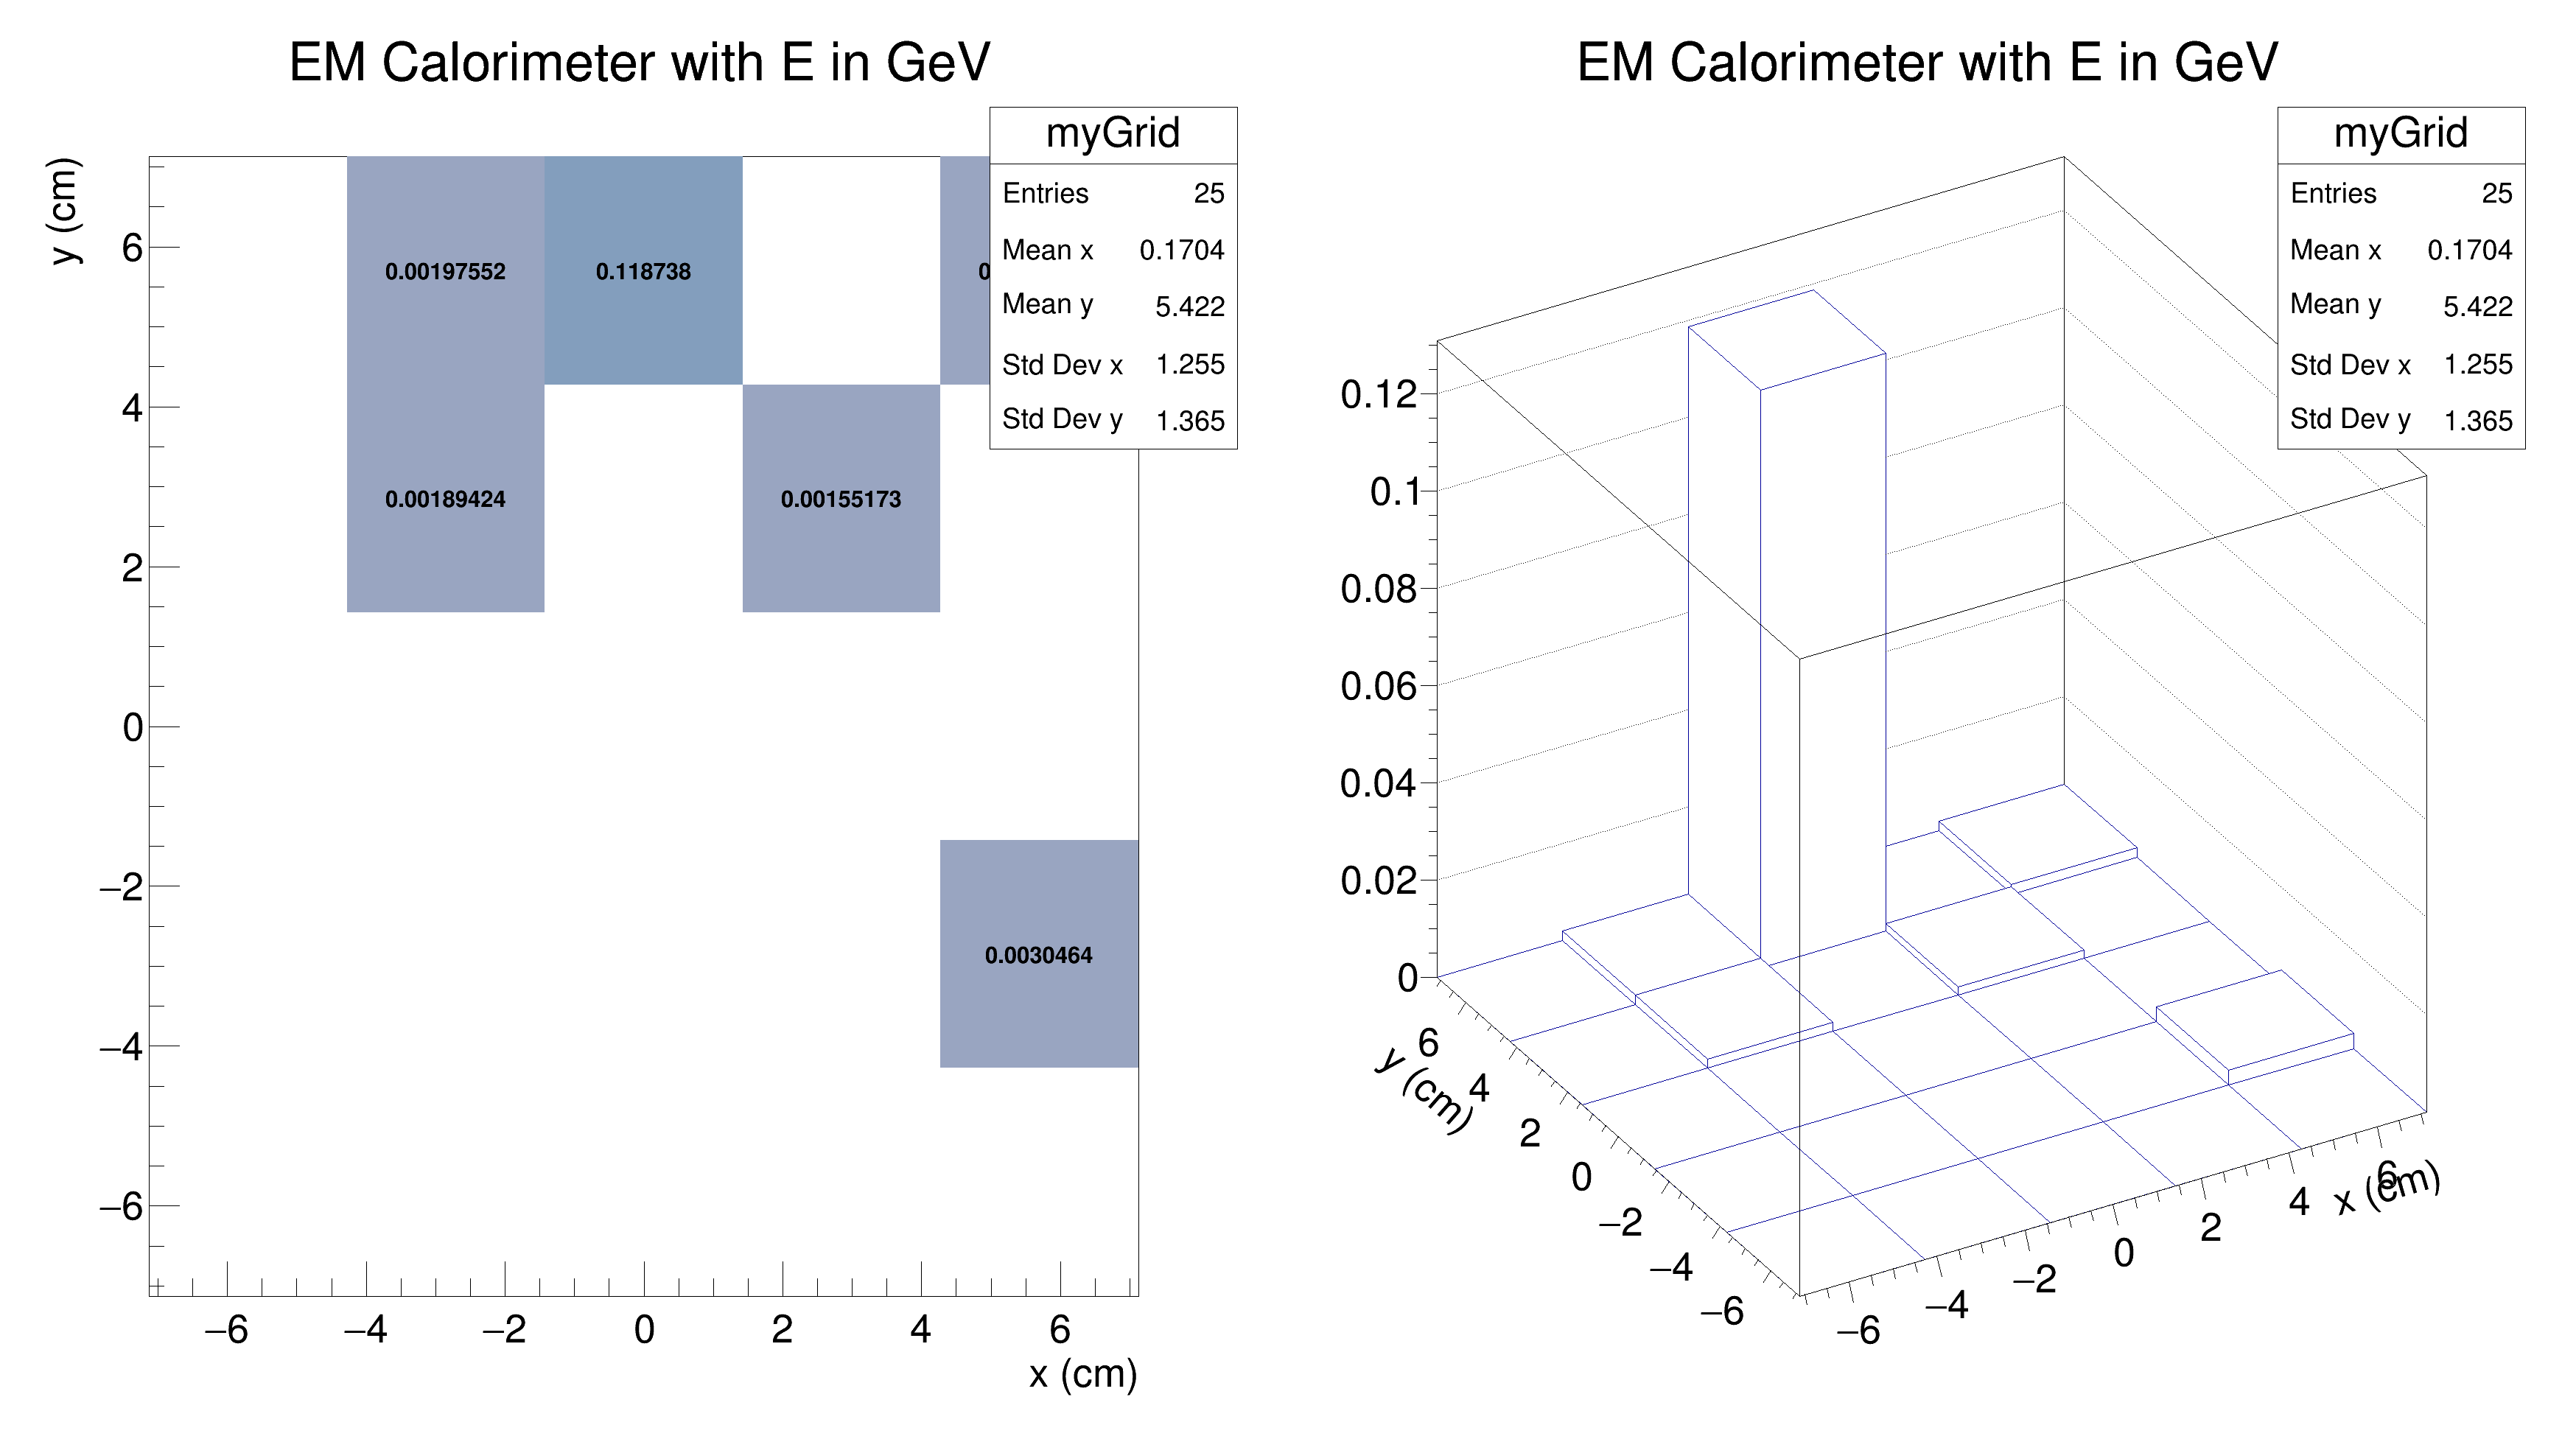 EM Calorimeter with E in GeV
myGrid
Entries 25
Mean x 0.1704
Mean y 5.422
Std Dev x 1.255
Std Dev y 1.365
y (cm)
6
4
2
0
−2
−4
−6
0.00197552
0.118738
0.00189424
0.00155173
0.0030464
−6 −4 −2 0 2 4 6
x (cm)
EM Calorimeter with E in GeV
myGrid
Entries 25
Mean x 0.1704
Mean y 5.422
Std Dev x 1.255
Std Dev y 1.365
0.12
0.1
0.08
0.06
0.04
0.02
0
6
4
2
0
−2
−4
−6
y (cm)
−6
−4
−2
0
2
4
6
x (cm)